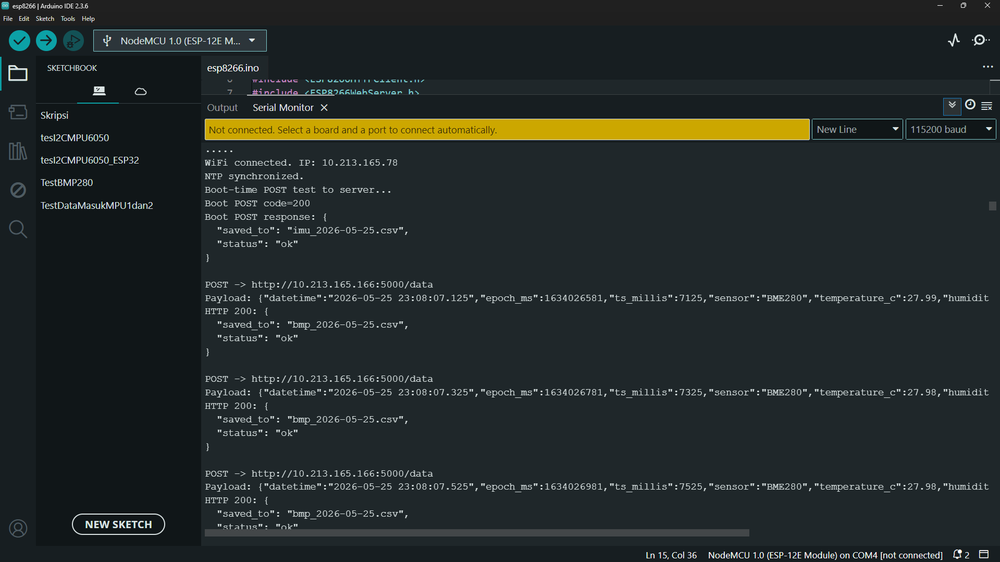 esp8266 | Arduino IDE 2.3.6
File Edit Sketch Tools Help
NodeMCU 1.0 (ESP-12E M...
SKETCHBOOK
Skripsi
tesI2CMPU6050
tesI2CMPU6050_ESP32
TestBMP280
TestDataMasukMPU1dan2
NEW SKETCH
esp8266.ino
6 #include <ESP8266HTTPClient.h>
7 #include <ESP8266WebServer.h>
Output Serial Monitor
Not connected. Select a board and a port to connect automatically.
New Line
115200 baud
.....
WiFi connected. IP: 10.213.165.78
NTP synchronized.
Boot-time POST test to server...
Boot POST code=200
Boot POST response: {
"saved_to": "imu_2026-05-25.csv",
"status": "ok"
}
POST -> http://10.213.165.166:5000/data
Payload: {"datetime":"2026-05-25 23:08:07.125","epoch_ms":1634026581,"ts_millis":7125,"sensor":"BME280","temperature_c":27.99,"humidit
HTTP 200: {
"saved_to": "bmp_2026-05-25.csv",
"status": "ok"
}
POST -> http://10.213.165.166:5000/data
Payload: {"datetime":"2026-05-25 23:08:07.325","epoch_ms":1634026781,"ts_millis":7325,"sensor":"BME280","temperature_c":27.98,"humidit
HTTP 200: {
"saved_to": "bmp_2026-05-25.csv",
"status": "ok"
}
POST -> http://10.213.165.166:5000/data
Payload: {"datetime":"2026-05-25 23:08:07.525","epoch_ms":1634026981,"ts_millis":7525,"sensor":"BME280","temperature_c":27.98,"humidit
HTTP 200: {
"saved_to": "bmp_2026-05-25.csv",
"status": "ok"
Ln 15, Col 36 NodeMCU 1.0 (ESP-12E Module) on COM4 [not connected] 2